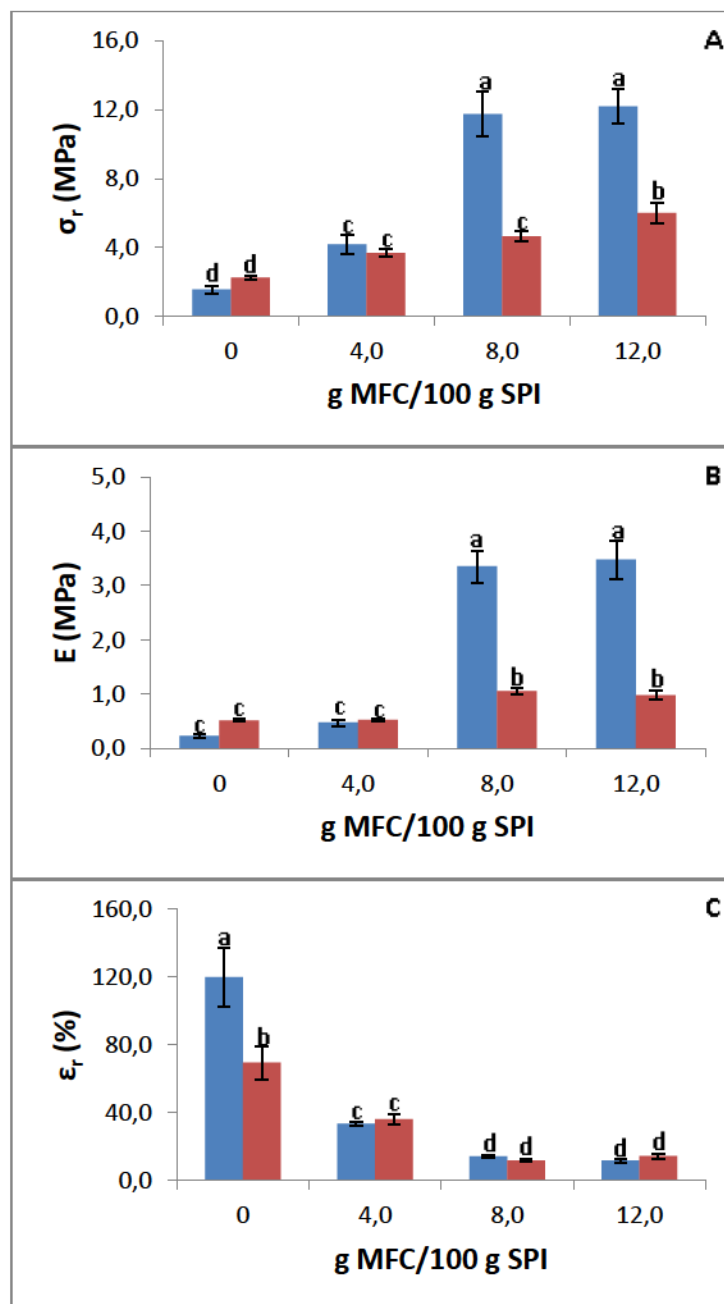 A
16,0
a
a
12,0
σr (MPa)
8,0
b
c
c
c
4,0
d
d
0,0
0
4,0
8,0
12,0
g MFC/100 g SPI
B
5,0
a
a
4,0
E (MPa)
3,0
2,0
b
b
1,0
c
c
c
c
0,0
0
4,0
8,0
12,0
g MFC/100 g SPI
C
160,0
a
120,0
εr (%)
b
80,0
c
c
40,0
d
d
d
d
0,0
0
4,0
8,0
12,0
g MFC/100 g SPI